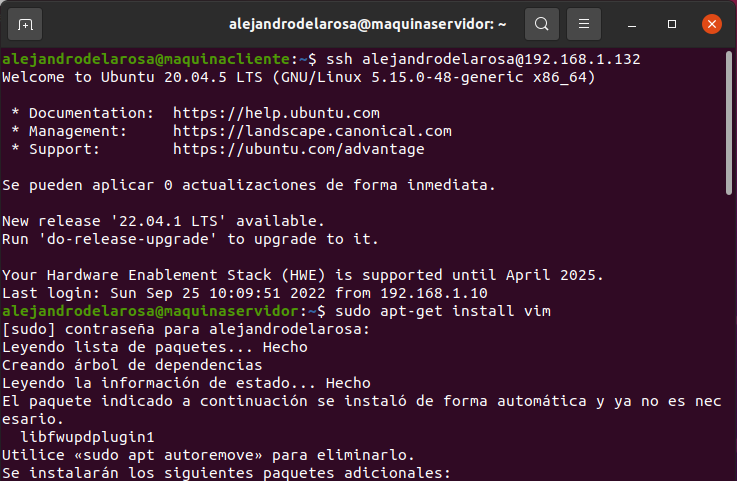 alejandrodelarosa@maquinaservidor: ~
alejandrodelarosa@maquinacliente:~$ ssh alejandrodelarosa@192.168.1.132
Welcome to Ubuntu 20.04.5 LTS (GNU/Linux 5.15.0-48-generic x86_64)

 * Documentation:  https://help.ubuntu.com
 * Management:     https://landscape.canonical.com
 * Support:        https://ubuntu.com/advantage

Se pueden aplicar 0 actualizaciones de forma inmediata.

New release '22.04.1 LTS' available.
Run 'do-release-upgrade' to upgrade to it.

Your Hardware Enablement Stack (HWE) is supported until April 2025.
Last login: Sun Sep 25 10:09:51 2022 from 192.168.1.10
alejandrodelarosa@maquinaservidor:~$ sudo apt-get install vim
[sudo] contraseña para alejandrodelarosa:
Leyendo lista de paquetes... Hecho
Creando árbol de dependencias
Leyendo la información de estado... Hecho
El paquete indicado a continuación se instaló de forma automática y ya no es nec
esario.
  libfwupdplugin1
Utilice «sudo apt autoremove» para eliminarlo.
Se instalarán los siguientes paquetes adicionales: